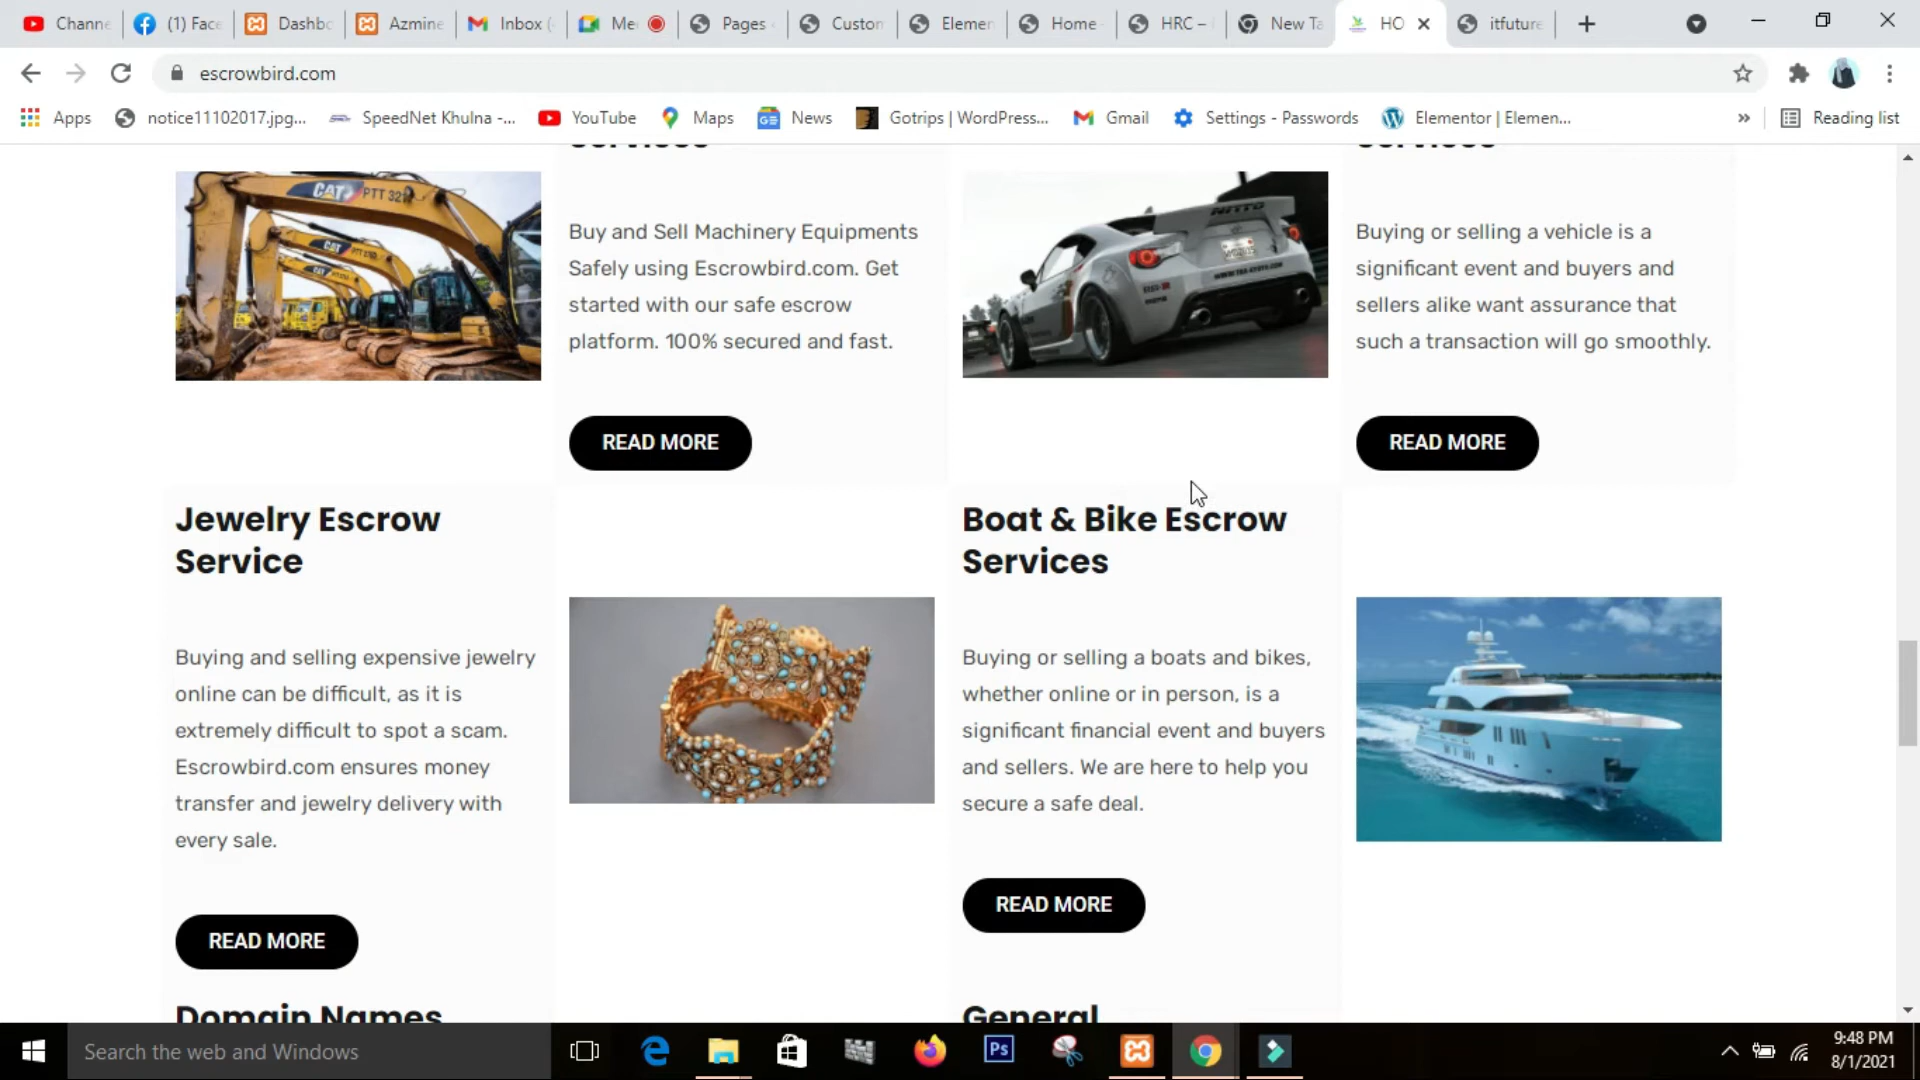 Channe
(1) Face
Dashbo
Azmine
Inbox (
Me
Pages
Custon
Elemen
Home
HRC –
New Ta
HO
itfuture
escrowbird.com
Apps
notice11102017.jpg...
SpeedNet Khulna -...
YouTube
Maps
News
Gotrips | WordPress...
Gmail
Settings - Passwords
Elementor | Elemen...
»
Reading list
CAT PTT 321
CAT
CAT
Buy and Sell Machinery Equipments
Safely using Escrowbird.com. Get
started with our safe escrow
platform. 100% secured and fast.
READ MORE
NITTO
Services
Buying or selling a vehicle is a
significant event and buyers and
sellers alike want assurance that
such a transaction will go smoothly.
READ MORE
Jewelry Escrow
Service
Buying and selling expensive jewelry
online can be difficult, as it is
extremely difficult to spot a scam.
Escrowbird.com ensures money
transfer and jewelry delivery with
every sale.
READ MORE
Boat & Bike Escrow
Services
Buying or selling a boats and bikes,
whether online or in person, is a
significant financial event and buyers
and sellers. We are here to help you
secure a safe deal.
READ MORE
Domain Names
General
Search the web and Windows
Ps
9:48 PM
8/1/2021